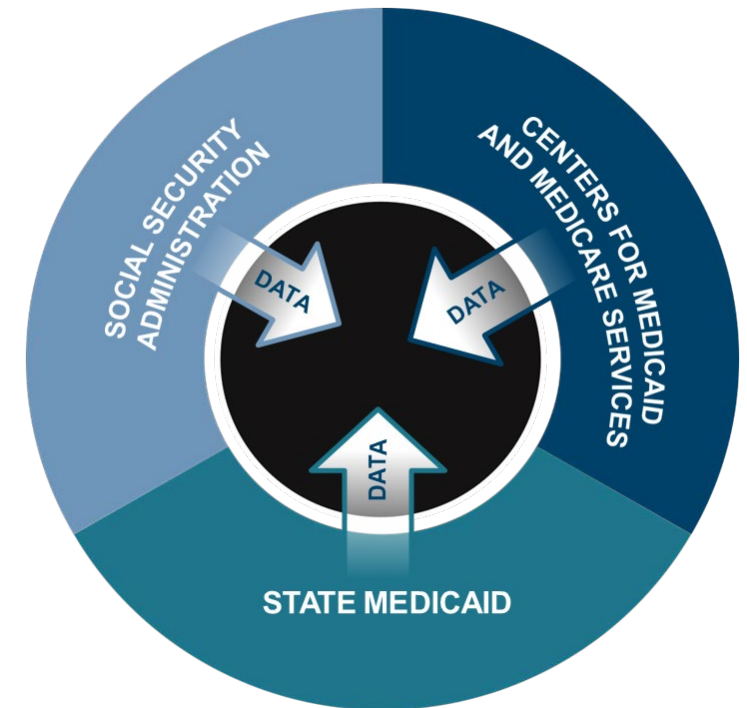 SOCIAL SECURITY
ADMINISTRATION
DATA
CENTERS FOR MEDICAID
AND MEDICARE SERVICES
DATA
DATA
STATE MEDICAID